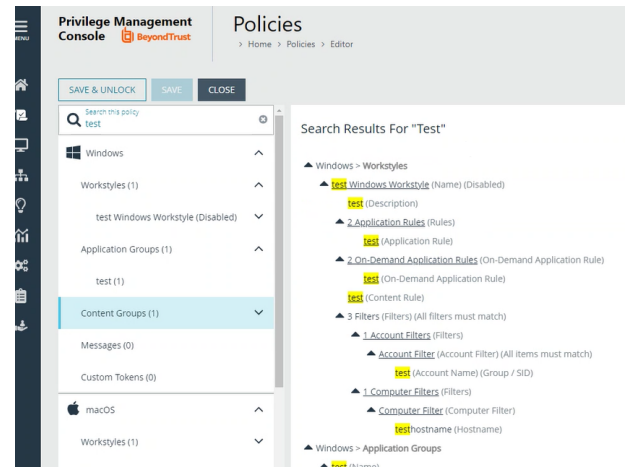 MENU
Privilege Management
Console BeyondTrust
Policies
> Home > Policies > Editor
SAVE & UNLOCK SAVE CLOSE
Search this policy
test
Windows
Workstyles (1)
test Windows Workstyle (Disabled)
Application Groups (1)
test (1)
Content Groups (1)
Messages (0)
Custom Tokens (0)
macOS
Workstyles (1)
Search Results For "Test"
Windows > Workstyles
test Windows Workstyle (Name) (Disabled)
test (Description)
2 Application Rules (Rules)
test (Application Rule)
2 On-Demand Application Rules (On-Demand Application Rule)
test (On-Demand Application Rule)
test (Content Rule)
3 Filters (Filters) (All filters must match)
1 Account Filters (Filters)
Account Filter (Account Filter) (All items must match)
test (Account Name) (Group / SID)
1 Computer Filters (Filters)
Computer Filter (Computer Filter)
testhostname (Hostname)
Windows > Application Groups
test (Name)